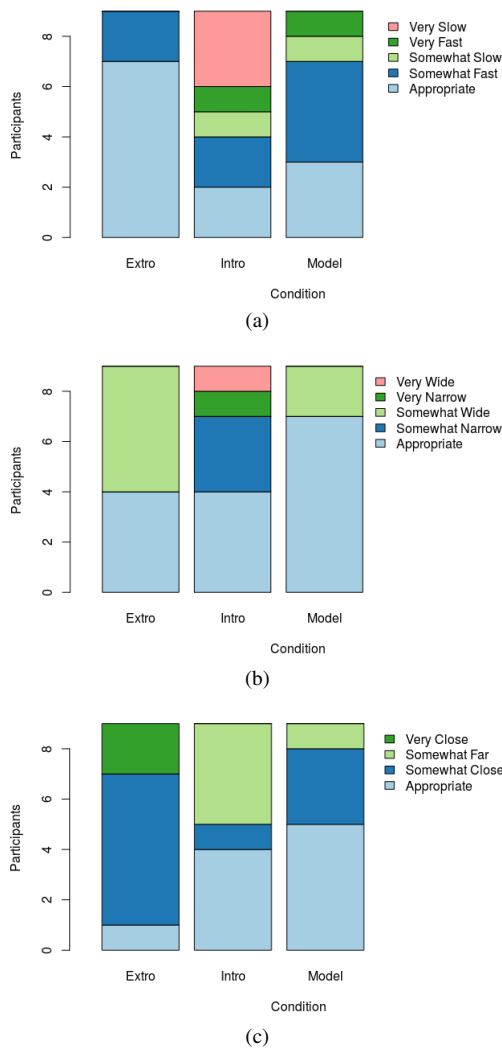 Participants
0 2 4 6 8
Extro Intro Model
Condition
Very Slow
Very Fast
Somewhat Slow
Somewhat Fast
Appropriate
(a)
Participants
0 2 4 6 8
Extro Intro Model
Condition
Very Wide
Very Narrow
Somewhat Wide
Somewhat Narrow
Appropriate
(b)
Participants
0 2 4 6 8
Extro Intro Model
Condition
Very Close
Somewhat Far
Somewhat Close
Appropriate
(c)